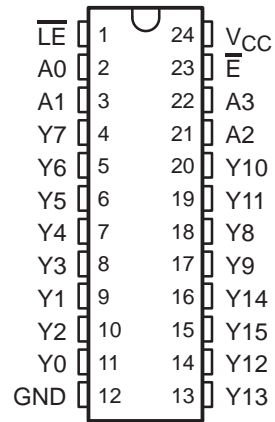 L̅E̅ 1 24 VCC
A0 2 23 E̅
A1 3 22 A3
Y7 4 21 A2
Y6 5 20 Y10
Y5 6 19 Y11
Y4 7 18 Y8
Y3 8 17 Y9
Y1 9 16 Y14
Y2 10 15 Y15
Y0 11 14 Y12
GND 12 13 Y13